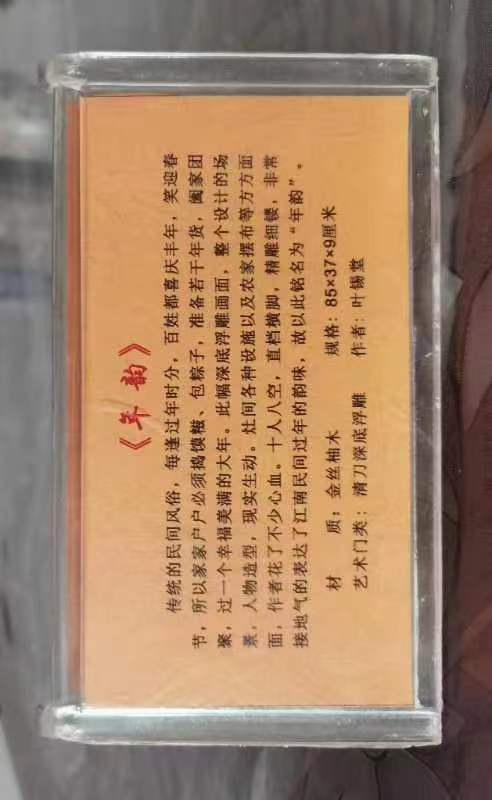 《年韵》
传统的民间风俗，每逢过年时分，百姓都喜庆丰年，笑迎春
节，所以家家户户必须捣馍糍、包粽子，准备若干年货，阖家团
聚，过一个幸福美满的大年。此幅深底浮雕画面，整个设计的场
景，人物造型，现实生动。灶间各种设施以及农家摆布等方方面
面，作者花了不少心血。十人八空，直档横脚，精雕细镂，非常
接地气的表达了江南民间过年的韵味，故以此铭名为“年韵”。
材 质：金丝柚木 规格：85×37×9厘米
艺术门类：清刀深底浮雕 作者：叶锡堂